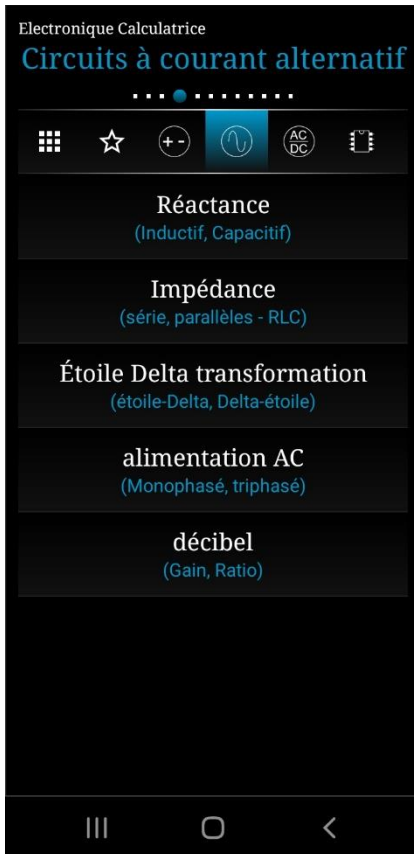 Electronique Calculatrice
Circuits à courant alternatif
+ -
AC
DC
Réactance
(Inductif, Capacitif)
Impédance
(série, parallèles - RLC)
Étoile Delta transformation
(étoile-Delta, Delta-étoile)
alimentation AC
(Monophasé, triphasé)
décibel
(Gain, Ratio)